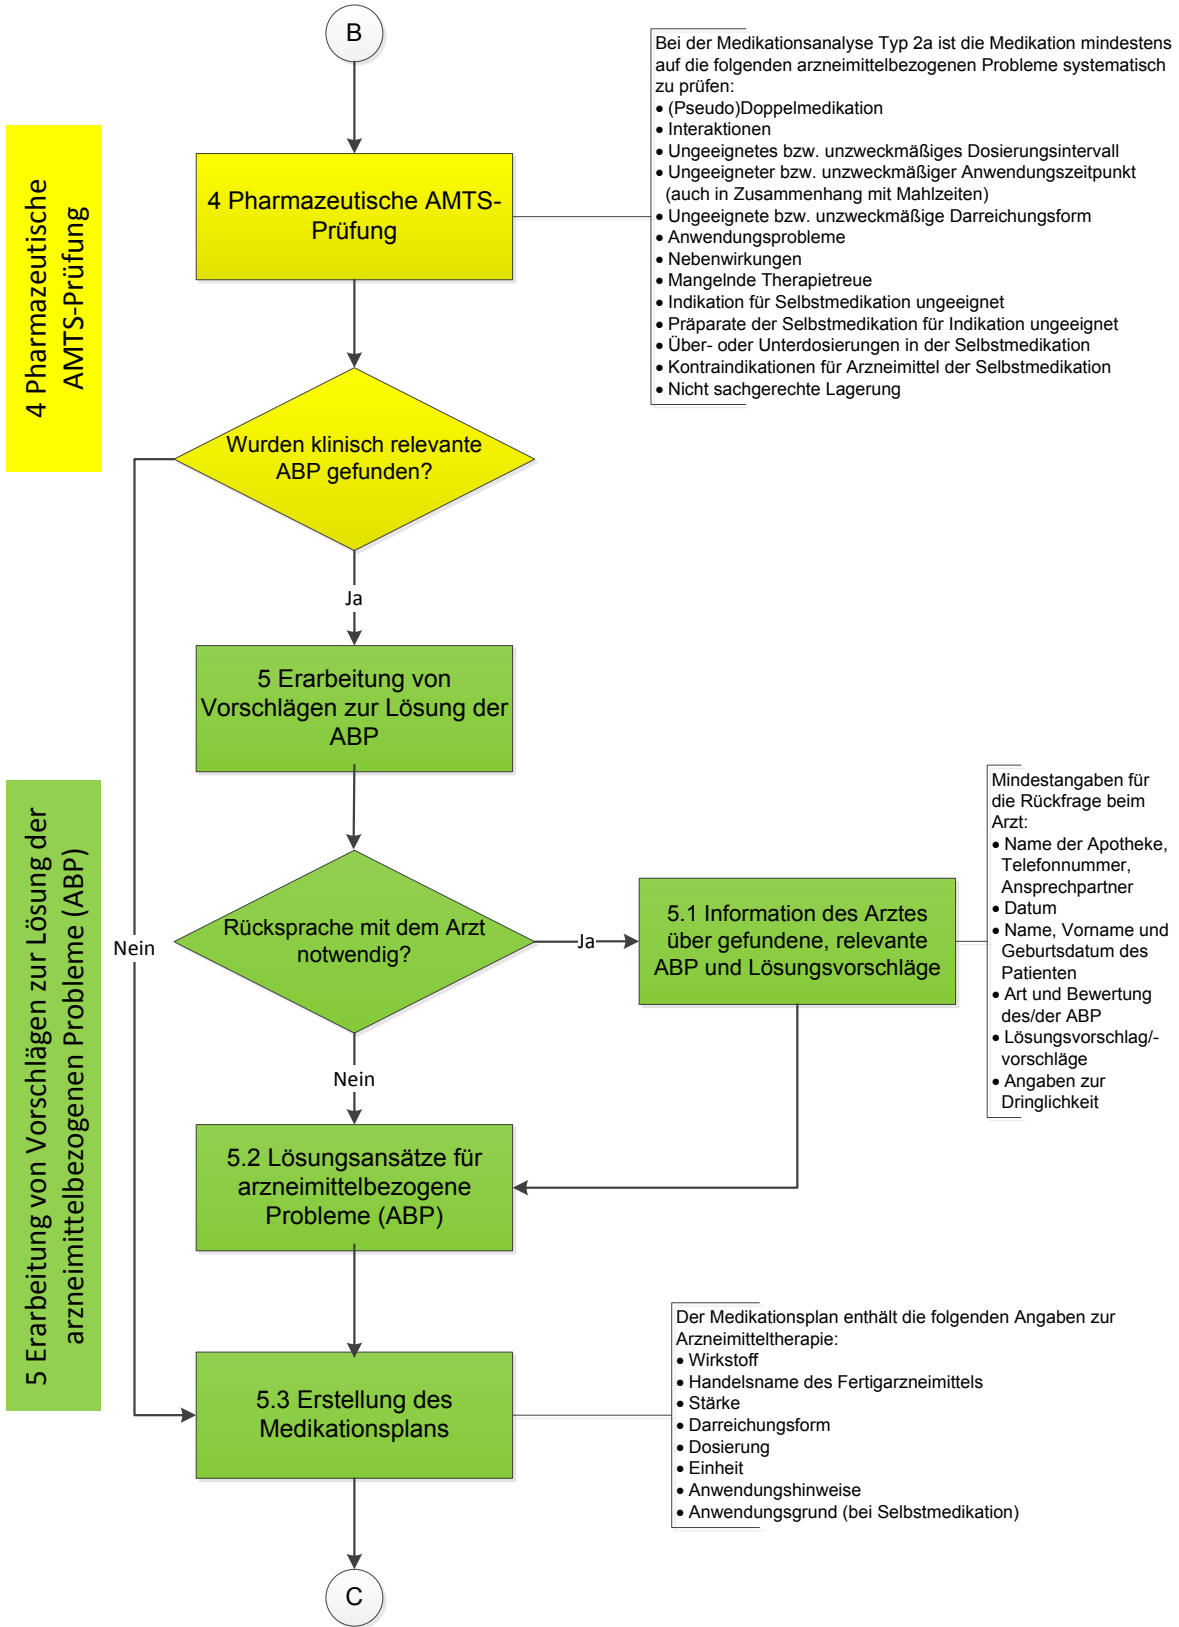 B
Bei der Medikationsanalyse Typ 2a ist die Medikation mindestens
auf die folgenden arzneimittelbezogenen Probleme systematisch
zu prüfen:
• (Pseudo)Doppelmedikation
• Interaktionen
• Ungeeignetes bzw. unzweckmäßiges Dosierungsintervall
• Ungeeigneter bzw. unzweckmäßiger Anwendungszeitpunkt
(auch in Zusammenhang mit Mahlzeiten)
• Ungeeignete bzw. unzweckmäßige Darreichungsform
• Anwendungsprobleme
• Nebenwirkungen
• Mangelnde Therapietreue
• Indikation für Selbstmedikation ungeeignet
• Präparate der Selbstmedikation für Indikation ungeeignet
• Über- oder Unterdosierungen in der Selbstmedikation
• Kontraindikationen für Arzneimittel der Selbstmedikation
• Nicht sachgerechte Lagerung
4 Pharmazeutische
AMTS-Prüfung
4 Pharmazeutische AMTS-
Prüfung
Wurden klinisch relevante
ABP gefunden?
Ja
5 Erarbeitung von
Vorschlägen zur Lösung der
ABP
5 Erarbeitung von Vorschlägen zur Lösung der
arzneimittelbezogenen Probleme (ABP)
Nein
Rücksprache mit dem Arzt
notwendig?
Ja
5.1 Information des Arztes
über gefundene, relevante
ABP und Lösungsvorschläge
Mindestangaben für
die Rückfrage beim
Arzt:
• Name der Apotheke,
Telefonnummer,
Ansprechpartner
• Datum
• Name, Vorname und
Geburtsdatum des
Patienten
• Art und Bewertung
des/der ABP
• Lösungsvorschlag/-
vorschläge
• Angaben zur
Dringlichkeit
Nein
5.2 Lösungsansätze für
arzneimittelbezogene
Probleme (ABP)
5.3 Erstellung des
Medikationsplans
Der Medikationsplan enthält die folgenden Angaben zur
Arzneimitteltherapie:
• Wirkstoff
• Handelsname des Fertigarzneimittels
• Stärke
• Darreichungsform
• Dosierung
• Einheit
• Anwendungshinweise
• Anwendungsgrund (bei Selbstmedikation)
C